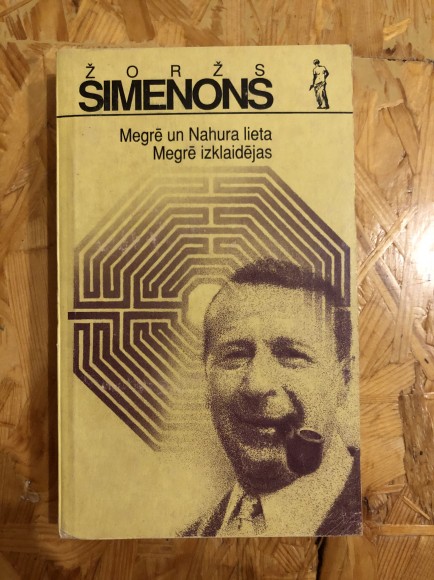 ŽORŽS
SIMENONS
Megrē un Nahura lieta
Megrē izklaidējas